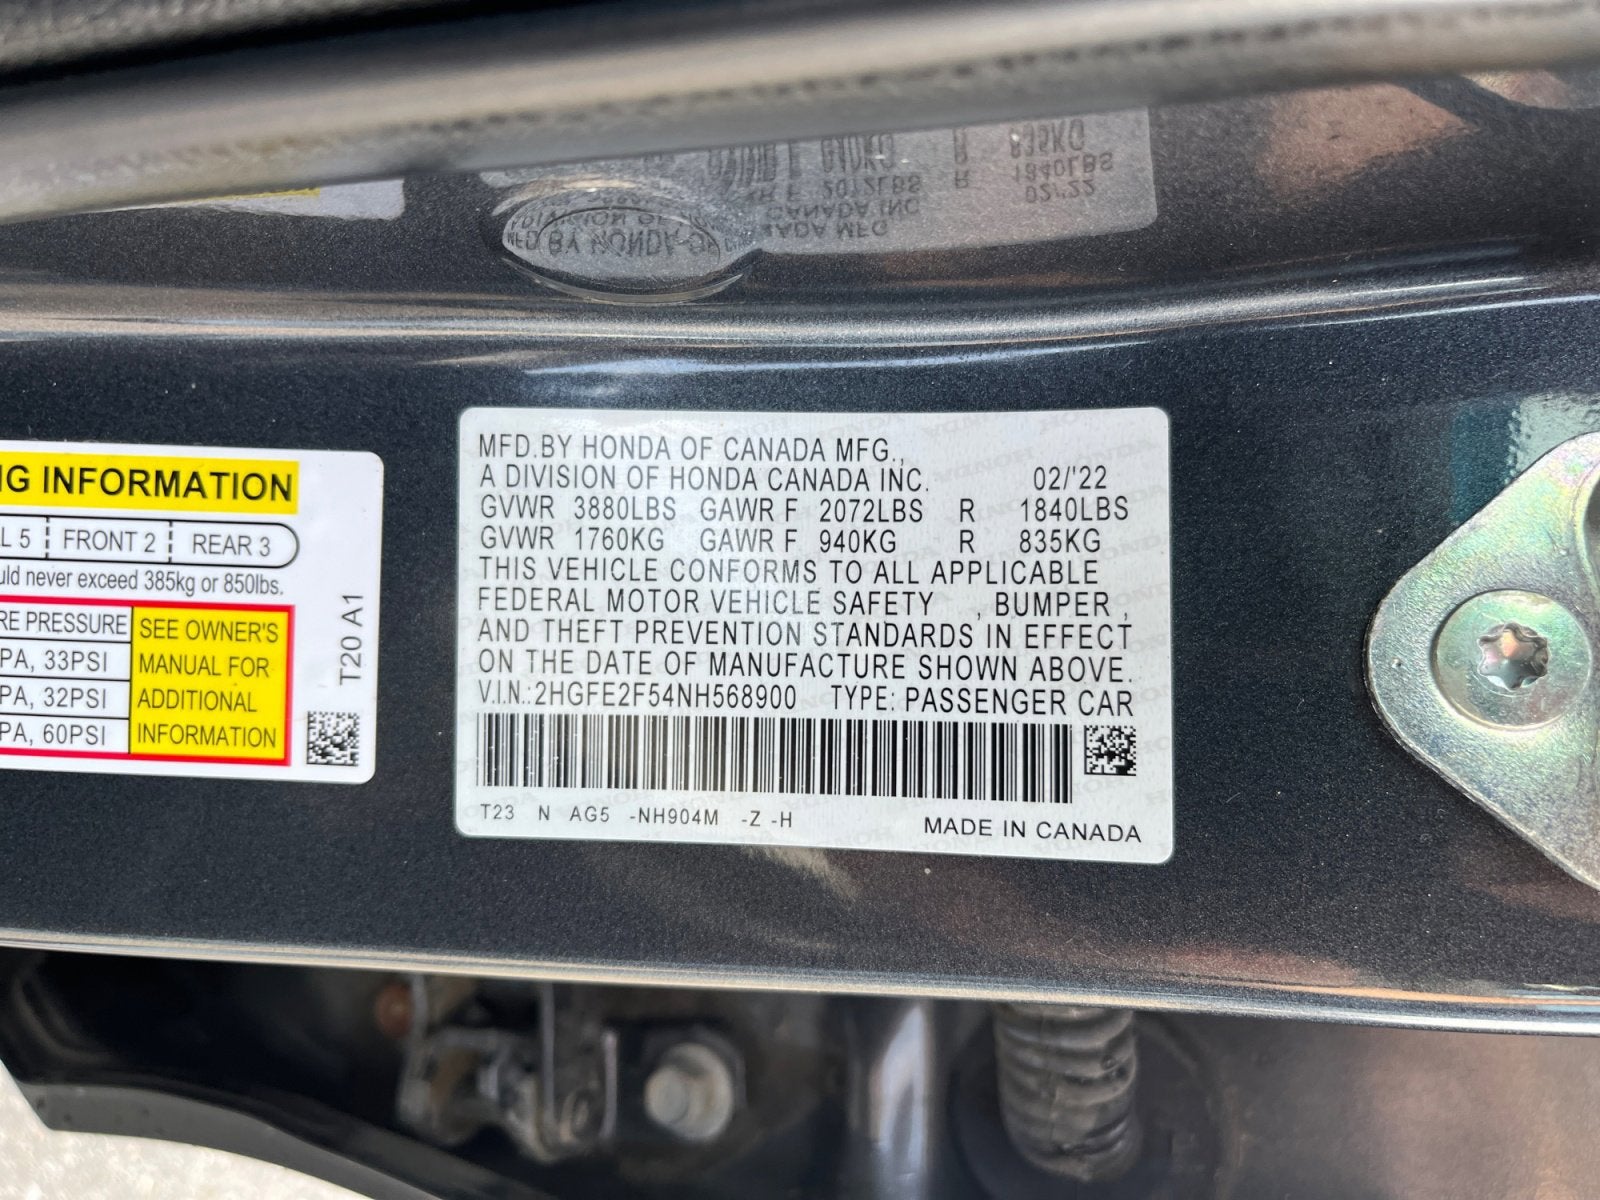 NG INFORMATION
L 5 FRONT 2 REAR 3
uld never exceed 385kg or 850lbs.
RE PRESSURE
PA, 33PSI
PA, 32PSI
PA, 60PSI
SEE OWNER'S
MANUAL FOR
ADDITIONAL
INFORMATION
T20 A1
MFD.BY HONDA OF CANADA MFG.,
A DIVISION OF HONDA CANADA INC. 02/'22
GVWR 3880LBS GAWR F 2072LBS R 1840LBS
GVWR 1760KG GAWR F 940KG R 835KG
THIS VEHICLE CONFORMS TO ALL APPLICABLE
FEDERAL MOTOR VEHICLE SAFETY , BUMPER ,
AND THEFT PREVENTION STANDARDS IN EFFECT
ON THE DATE OF MANUFACTURE SHOWN ABOVE.
V.I.N.:2HGFE2F54NH568900 TYPE: PASSENGER CAR
T23 N AG5 -NH904M -Z -H
MADE IN CANADA